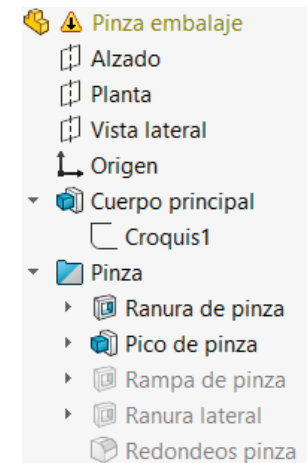 Pinza embalaje
Alzado
Planta
Vista lateral
Origen
Cuerpo principal
Croquis1
Pinza
Ranura de pinza
Pico de pinza
Rampa de pinza
Ranura lateral
Redondeos pinza